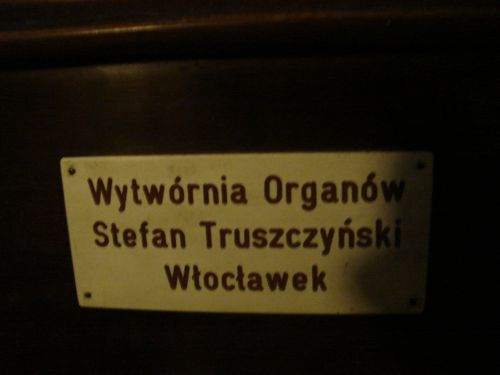 Wytwórnia Organów
Stefan Truszczyński
Włocławek